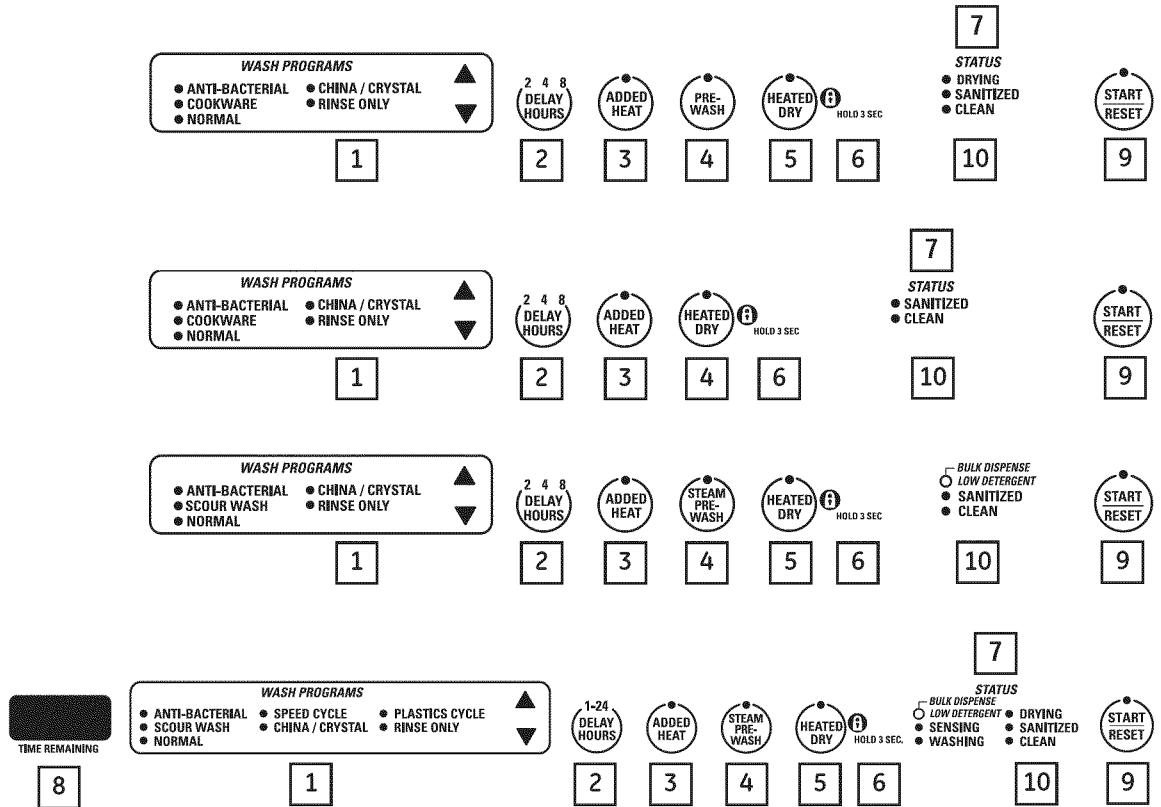 7
WASH PROGRAMS
ANTI-BACTERIAL CHINA / CRYSTAL
COOKWARE RINSE ONLY
NORMAL
2 4 8
DELAY
HOURS
ADDED
HEAT
PRE-
WASH
HEATED
DRY
HOLD 3 SEC
STATUS
DRYING
SANITIZED
CLEAN
START
RESET
1 2 3 4 5 6 10 9
7
WASH PROGRAMS
ANTI-BACTERIAL CHINA / CRYSTAL
COOKWARE RINSE ONLY
NORMAL
2 4 8
DELAY
HOURS
ADDED
HEAT
HEATED
DRY
HOLD 3 SEC
STATUS
SANITIZED
CLEAN
START
RESET
1 2 3 4 6 10 9
WASH PROGRAMS
ANTI-BACTERIAL CHINA / CRYSTAL
SCOUR WASH RINSE ONLY
NORMAL
2 4 8
DELAY
HOURS
ADDED
HEAT
STEAM
PRE-
WASH
HEATED
DRY
HOLD 3 SEC
BULK DISPENSE
LOW DETERGENT
SANITIZED
CLEAN
START
RESET
1 2 3 4 5 6 10 9
7
TIME REMAINING
WASH PROGRAMS
ANTI-BACTERIAL SPEED CYCLE PLASTICS CYCLE
SCOUR WASH CHINA / CRYSTAL RINSE ONLY
NORMAL
1-24
DELAY
HOURS
ADDED
HEAT
STEAM
PRE-
WASH
HEATED
DRY
HOLD 3 SEC.
STATUS
BULK DISPENSE
LOW DETERGENT DRYING
SENSING SANITIZED
WASHING CLEAN
START
RESET
8 1 2 3 4 5 6 10 9